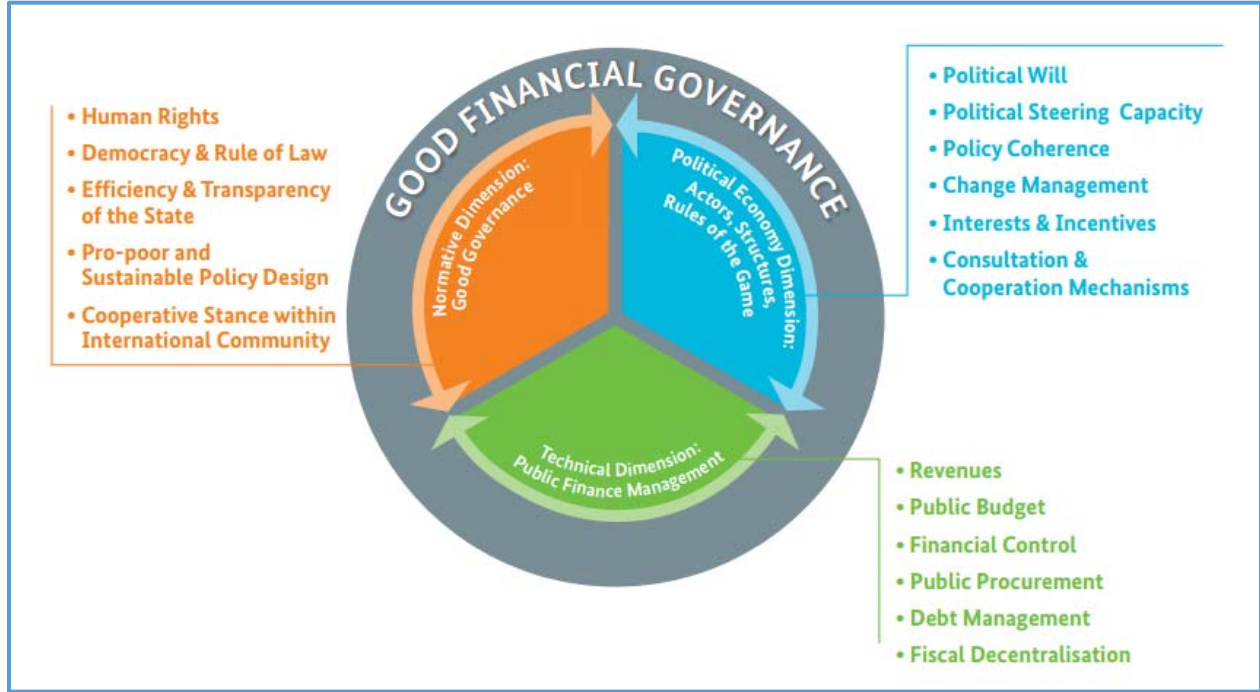 GOOD FINANCIAL GOVERNANCE
• Human Rights
• Democracy & Rule of Law
• Efficiency & Transparency
of the State
• Pro-poor and
Sustainable Policy Design
• Cooperative Stance within
International Community
Normative Dimension:
Good Governance
Political Economy Dimension:
Actors, Structures,
Rules of the Game
• Political Will
• Political Steering Capacity
• Policy Coherence
• Change Management
• Interests & Incentives
• Consultation &
Cooperation Mechanisms
Technical Dimension:
Public Finance Management
• Revenues
• Public Budget
• Financial Control
• Public Procurement
• Debt Management
• Fiscal Decentralisation